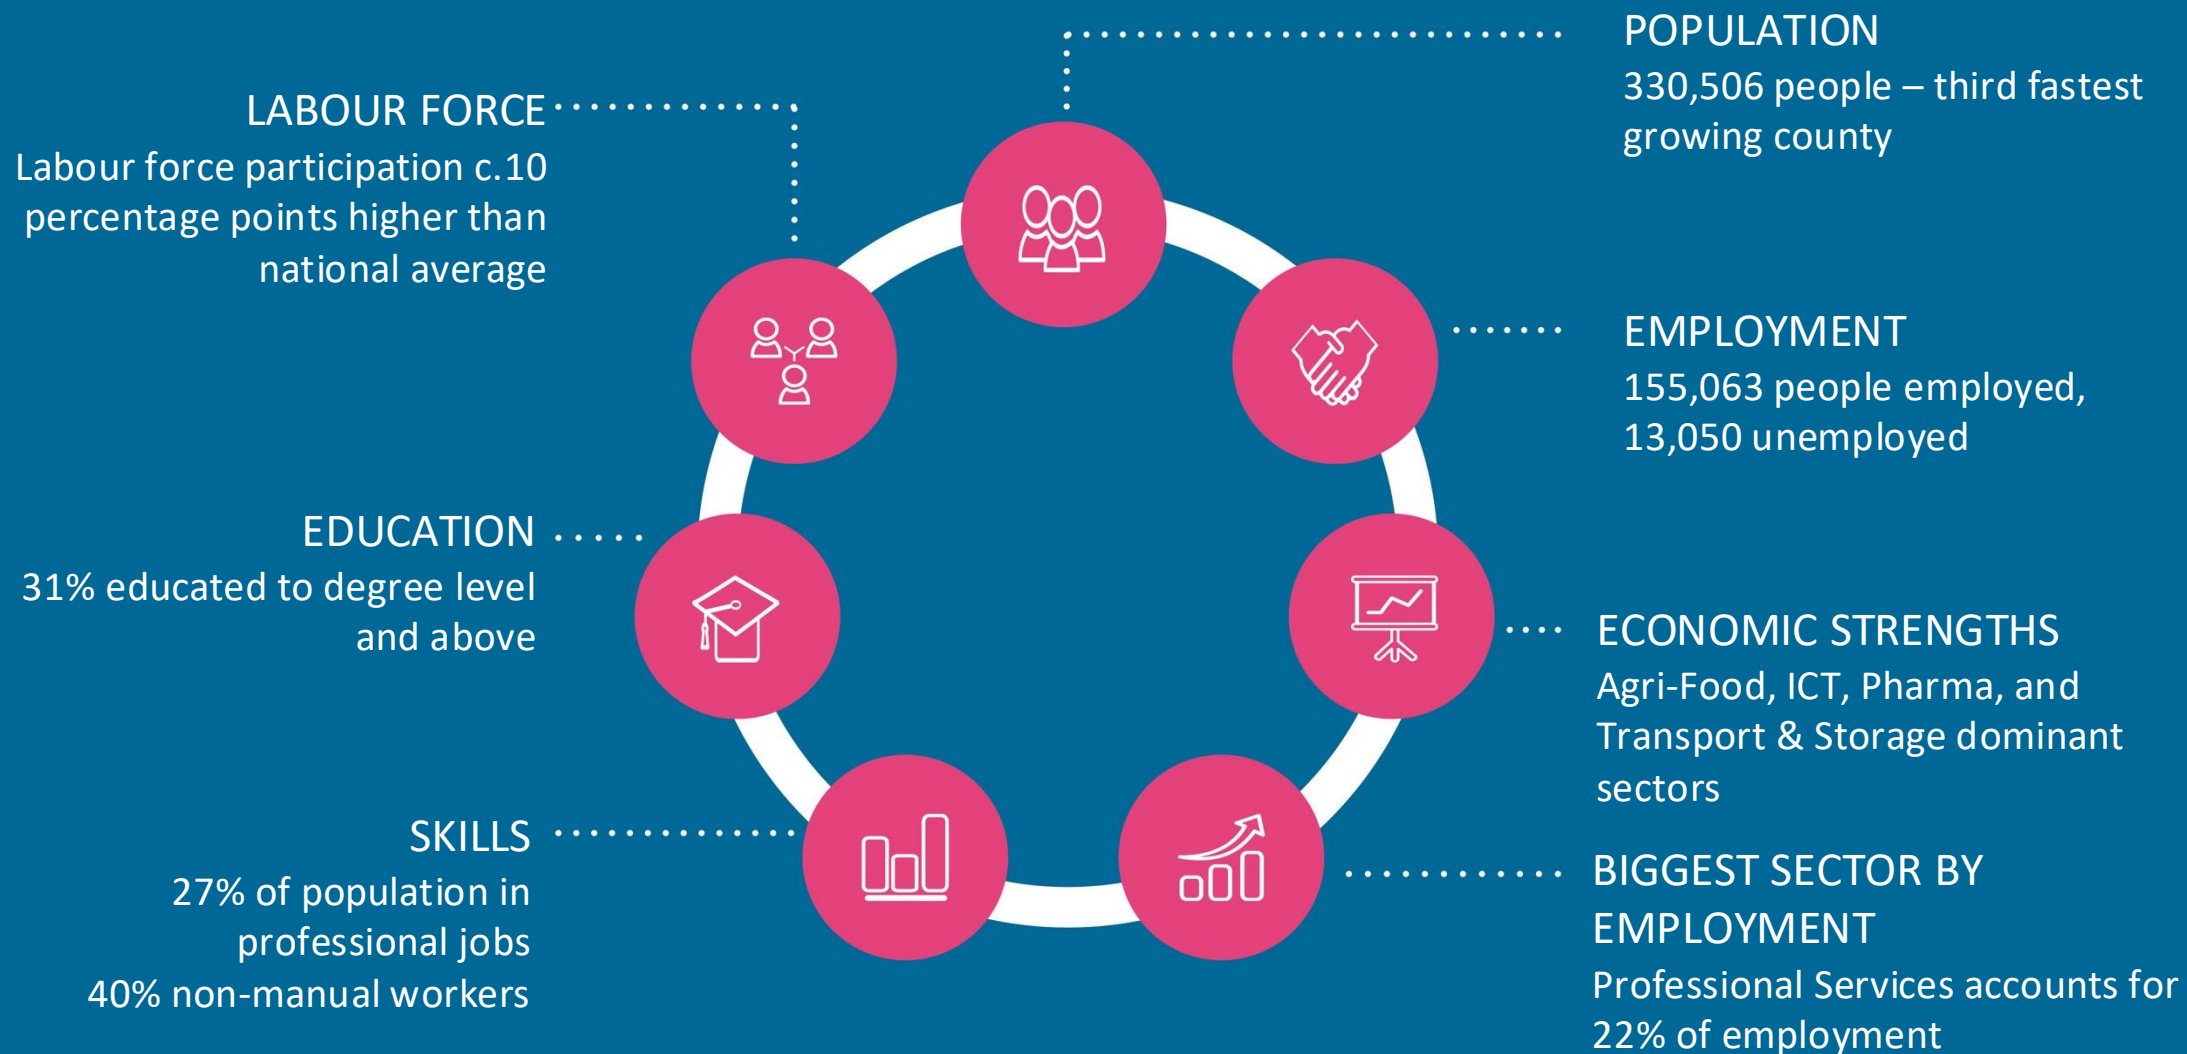 POPULATION
330,506 people – third fastest
growing county
LABOUR FORCE
Labour force participation c.10
percentage points higher than
national average
EMPLOYMENT
155,063 people employed,
13,050 unemployed
EDUCATION
31% educated to degree level
and above
ECONOMIC STRENGTHS
Agri-Food, ICT, Pharma, and
Transport & Storage dominant
sectors
SKILLS
27% of population in
professional jobs
40% non-manual workers
BIGGEST SECTOR BY
EMPLOYMENT
Professional Services accounts for
22% of employment